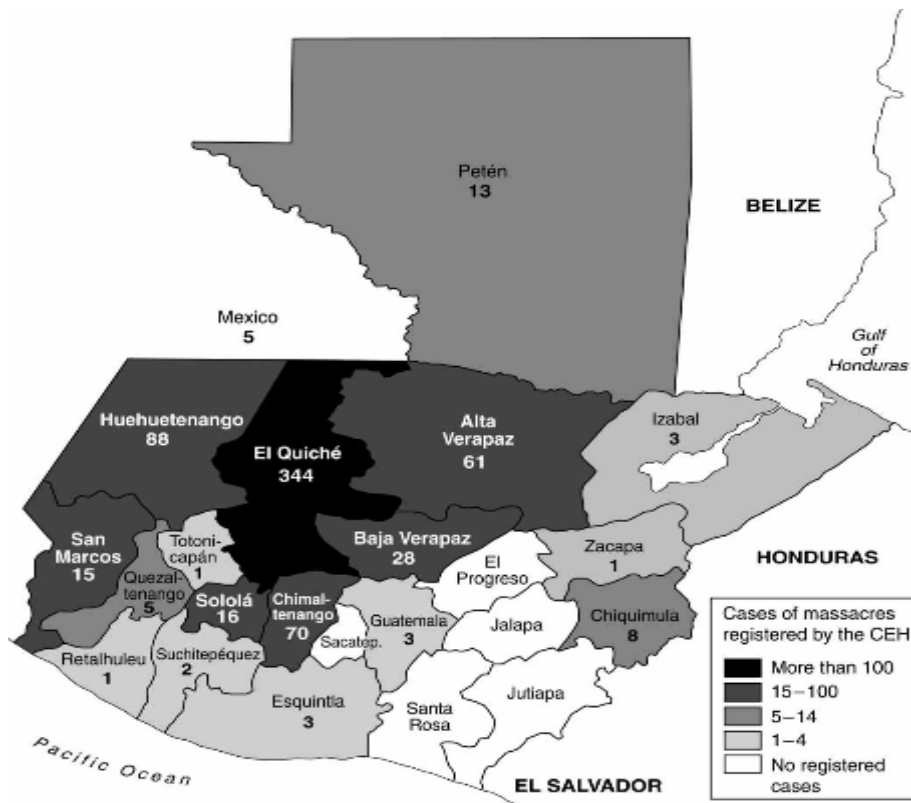 Petén
13
BELIZE
Mexico
5
Gulf
of
Honduras
Huehuetenango
88
El Quiché
344
Alta
Verapaz
61
Izabal
3
San
Marcos
15
Totoni-
capán
1
Quezal-
tenango
5
Sololá
16
Chimal-
tenango
70
Baja Verapaz
28
El
Progreso
Zacapa
1
HONDURAS
Sacatep.
Guatemala
3
Jalapa
Chiquimula
8
Retalhuleu
1
Suchitepéquez
2
Esquintla
3
Santa
Rosa
Jutiapa
Pacific Ocean
EL SALVADOR
Cases of massacres
registered by the CEH
More than 100
15–100
5–14
1–4
No registered
cases